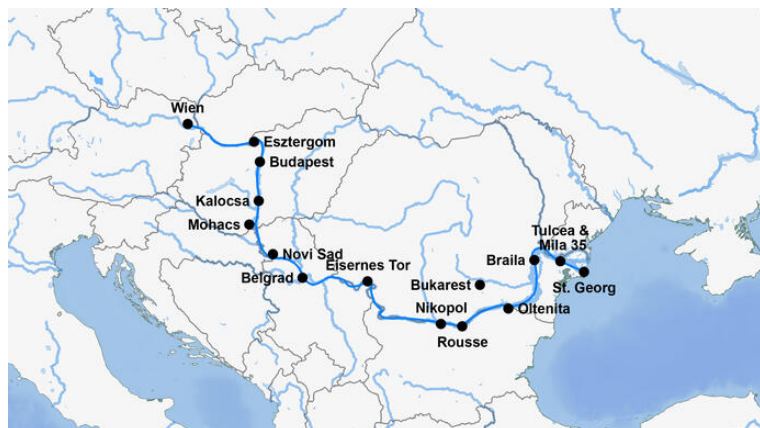 Wien
Esztergom
Budapest
Kalocsa
Mohacs
Novi Sad
Belgrad
Eisernes Tor
Tulcea &
Mila 35
Braila
St. Georg
Bukarest
Nikopol
Oltenita
Rousse